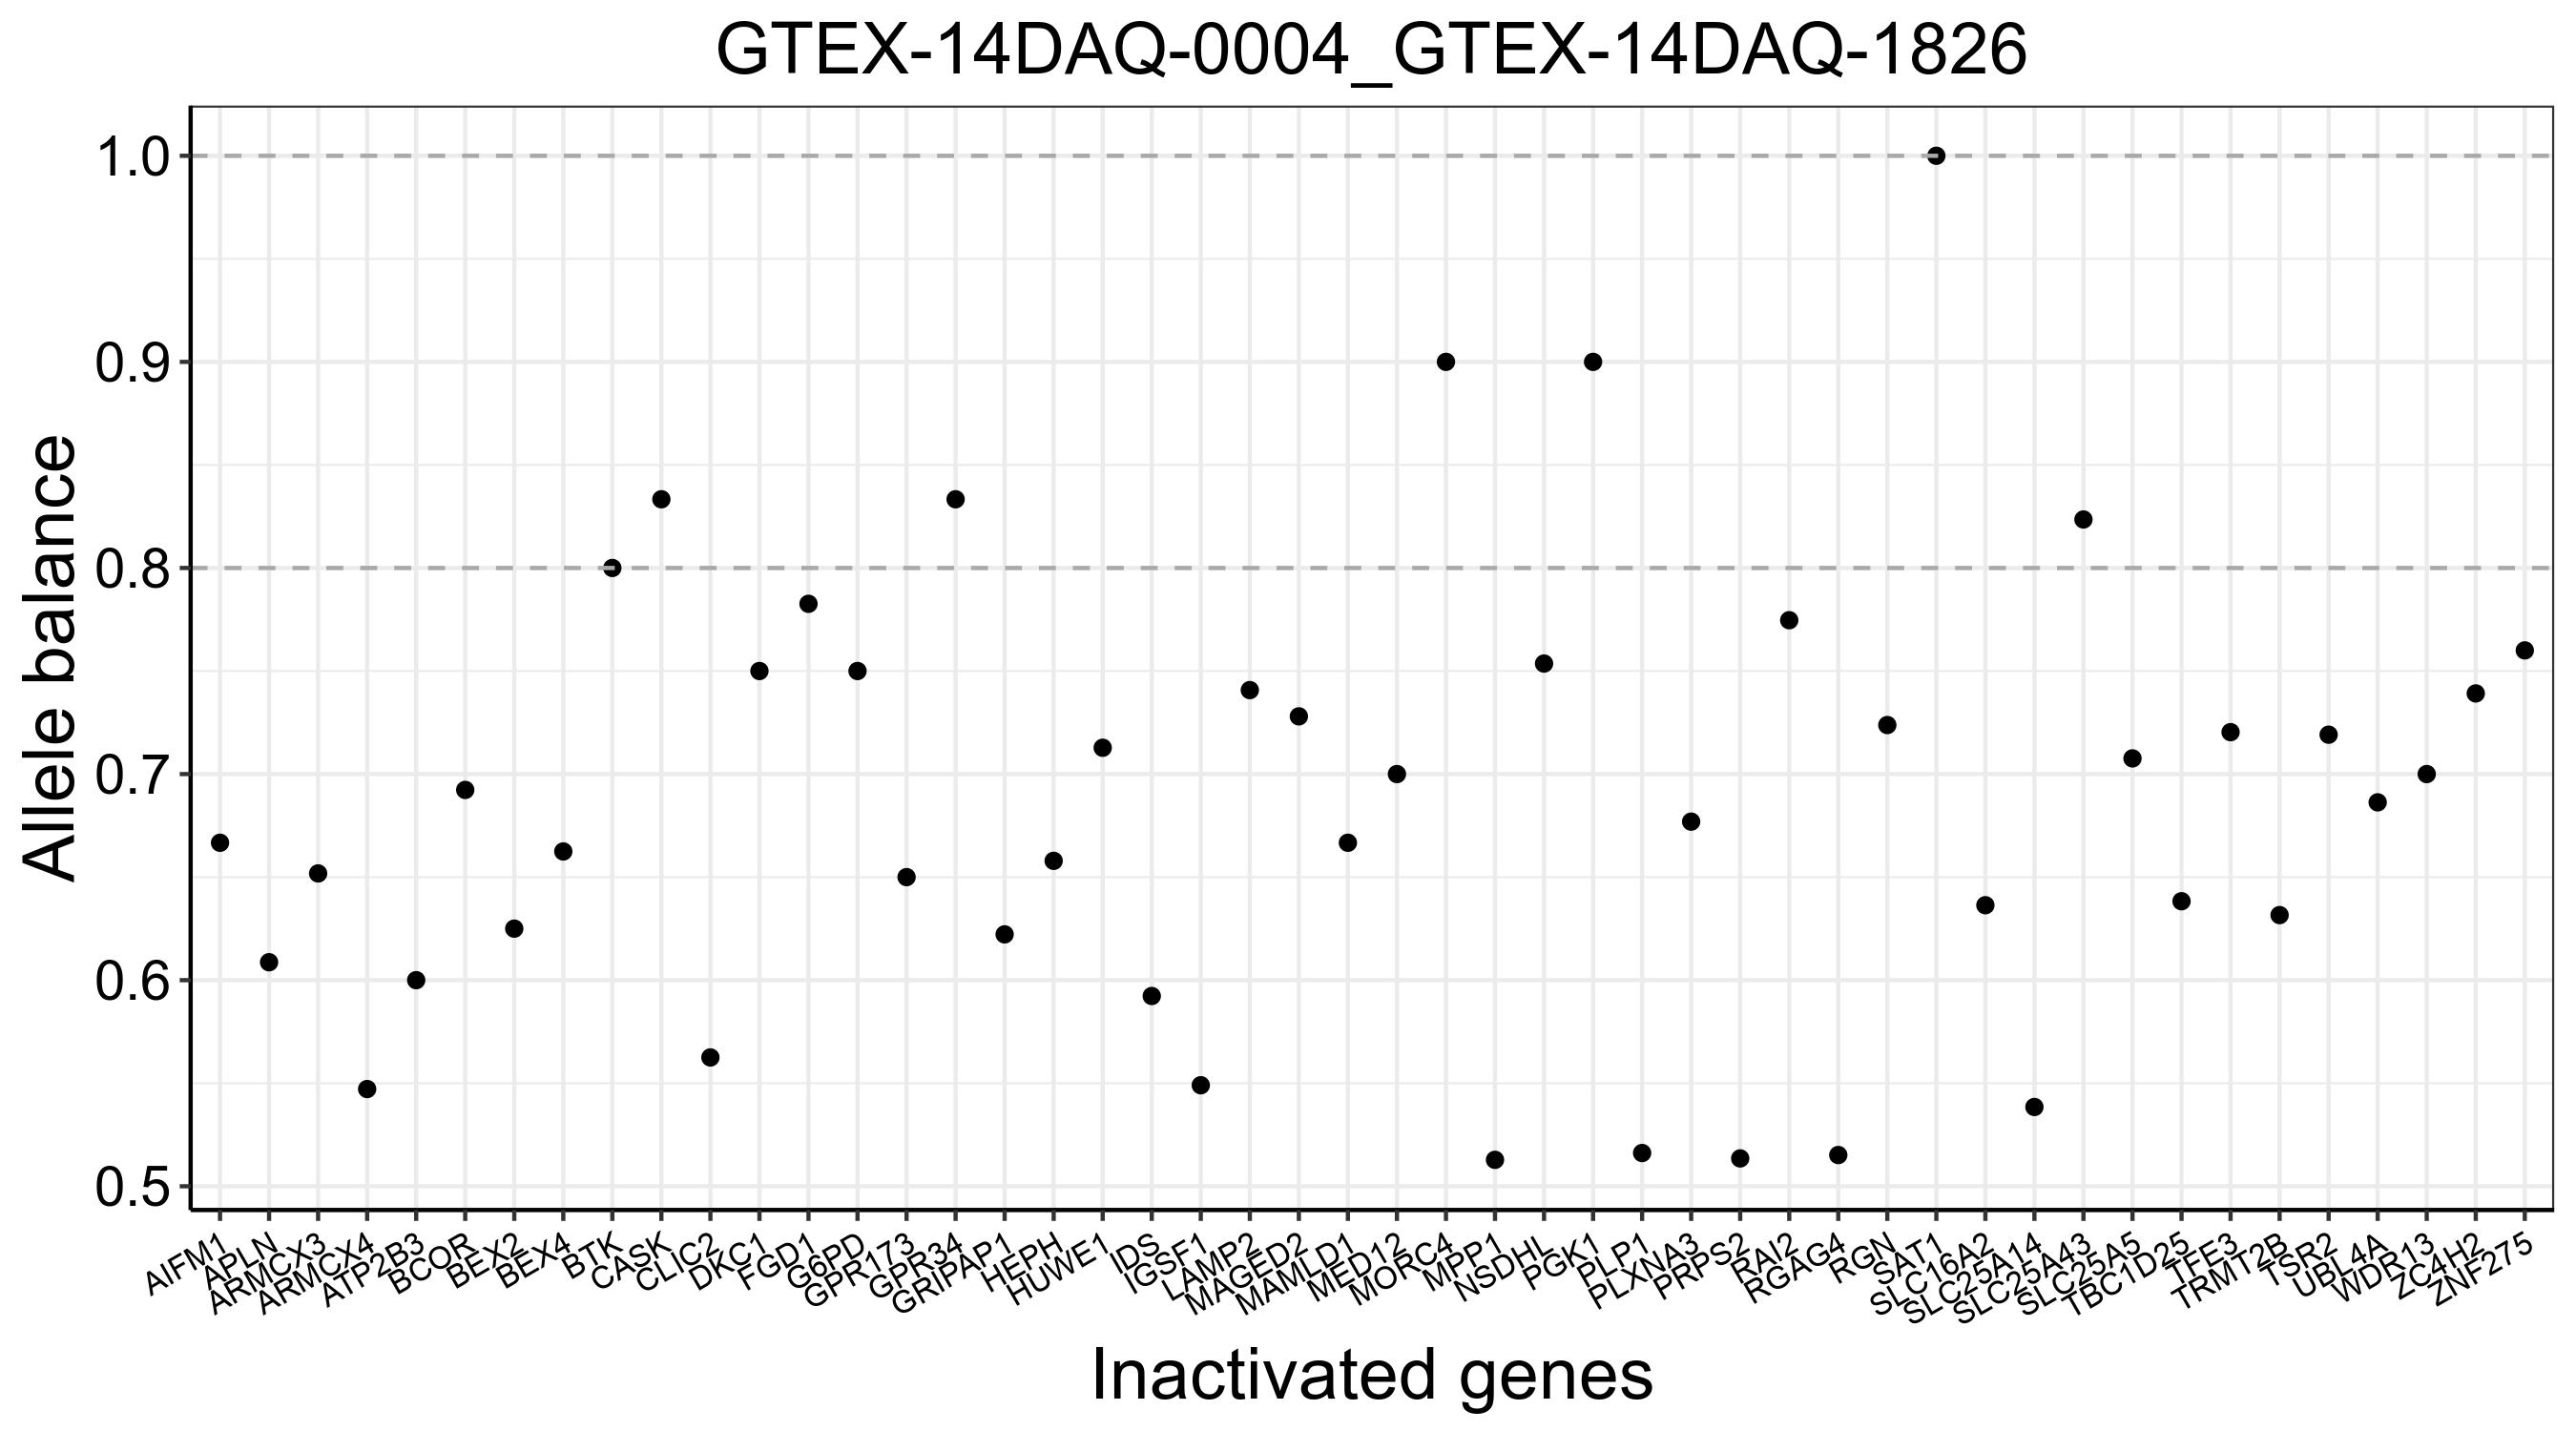 GTEX-14DAQ-0004_GTEX-14DAQ-1826
Allele balance
1.0
0.9
0.8
0.7
0.6
0.5
AIFM1
APLN
ARMCX3
ARMCX4
ATP2B3
BCOR
BEX2
BEX4
BTK
CASK
CLIC2
DKC1
FGD1
G6PD
GPR173
GPR34
GRIPAP1
HEPH
HUWE1
IDS
IGSF1
LAMP2
MAGED2
MAMLD1
MED12
MORC4
MPP1
NSDHL
PGK1
PLP1
PLXNA3
PRPS2
RAI2
RGAG4
RGN
SAT1
SLC16A2
SLC25A14
SLC25A43
SLC25A5
TBC1D25
TFE3
TRMT2B
TSR2
UBL4A
WDR13
ZC4H2
ZNF275
Inactivated genes